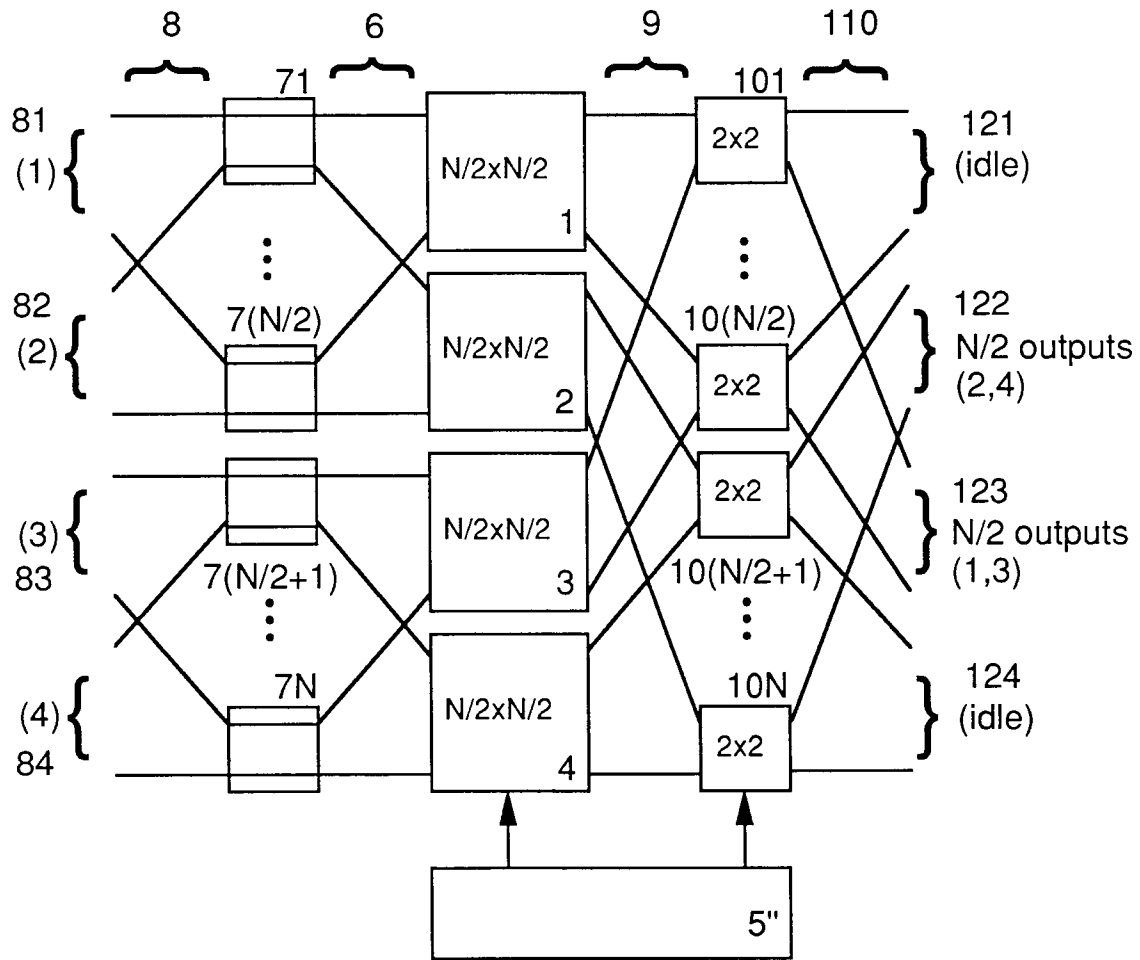 8
6
9
110
81
(1)
71
N/2xN/2
1
101
2x2
121
(idle)
82
(2)
7(N/2)
N/2xN/2
2
10(N/2)
2x2
122
N/2 outputs
(2,4)
(3)
83
7(N/2+1)
N/2xN/2
3
2x2
10(N/2+1)
123
N/2 outputs
(1,3)
(4)
84
7N
N/2xN/2
4
10N
2x2
124
(idle)
5"